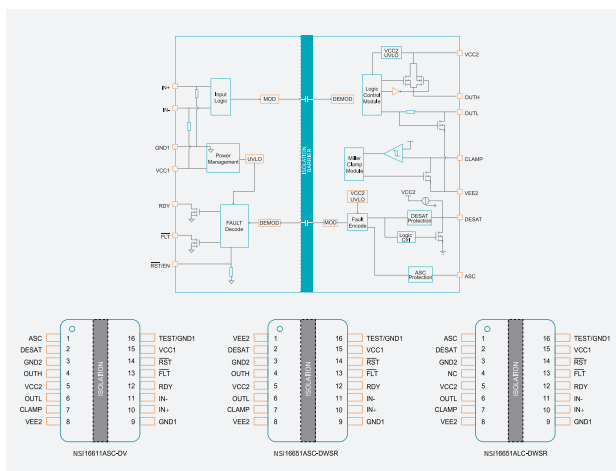 VCC2
UVLO
VCC2
IN+
Input
Logic
Logic
Control
Module
MOD
DEMOD
OUTH
IN-
OUTL
ISOLATION
BARRIER
GND1
Power
Management
UVLO
Miller
Clamp
Module
CLAMP
VCC1
VEE2
VCC2
UVLO
VCC2
RDY
FAULT
Decode
DEMOD
MOD
Fault
Encode
DESAT
Protection
DESAT
FLT
Logic
Ctrl
RST/EN
ASC
Protection
ASC
ASC 1 16 TEST/GND1
DESAT 2 15 VCC1
GND2 3 14 RST
OUTH 4 13 FLT
VCC2 5 12 RDY
OUTL 6 11 IN-
CLAMP 7 10 IN+
VEE2 8 9 GND1
ISOLATION
NSI16611ASC-DV
VEE2 1 16 TEST/GND1
DESAT 2 15 VCC1
GND2 3 14 RST
OUTH 4 13 FLT
VCC2 5 12 RDY
OUTL 6 11 IN-
CLAMP 7 10 IN+
VEE2 8 9 GND1
ISOLATION
NSI16651ASC-DWSR
ASC 1 16 TEST/GND1
DESAT 2 15 VCC1
GND2 3 14 RST
NC 4 13 FLT
VCC2 5 12 RDY
OUTL 6 11 IN-
CLAMP 7 10 IN+
VEE2 8 9 GND1
ISOLATION
NSI16651ALC-DWSR